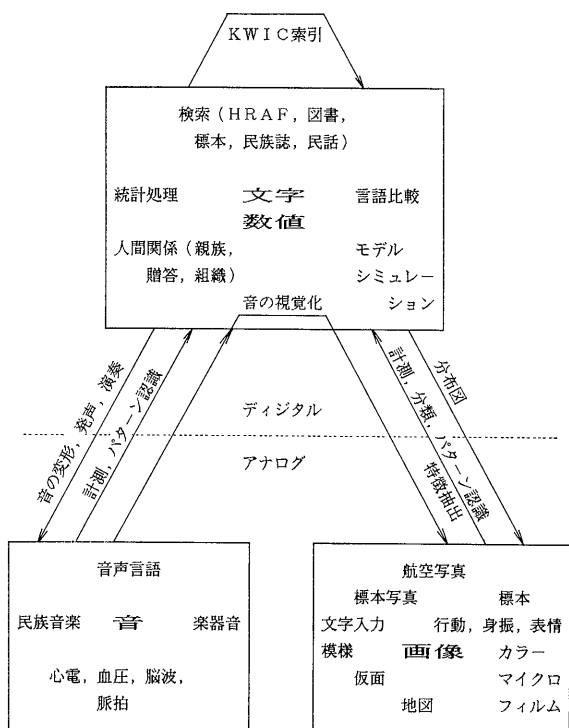 KWIC索引
検索(HRAF,図書,
標本,民族誌,民話)
統計処理 文字 言語比較
数値
人間関係(親族, モデル
贈答,組織) シミュレー
音の視覚化 ション
音の変形,発声,演奏
計測,パターン認識
ディジタル
アナログ
分布図
計測,分類,パターン認識
特徴抽出
音声言語
民族音楽 音 楽器音
心電,血圧,脳波,
脈拍
航空写真
標本写真 標本
文字入力 行動,身振,表情
模様 画像 カラー
仮面 マイクロ
地図 フィルム